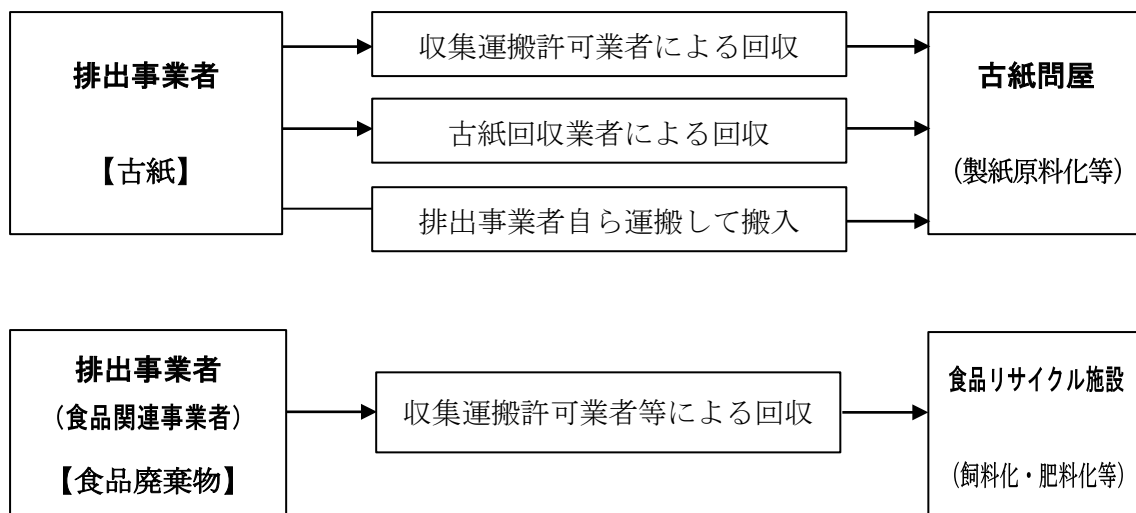 排出事業者
【古紙】
収集運搬許可業者による回収
古紙回収業者による回収
排出事業者自ら運搬して搬入
古紙問屋
（製紙原料化等）
排出事業者
（食品関連事業者）
【食品廃棄物】
収集運搬許可業者等による回収
食品リサイクル施設
（飼料化・肥料化等）